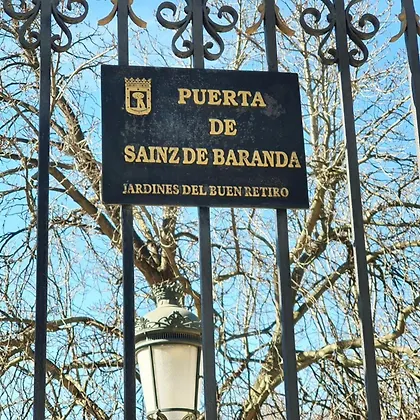 PUERTA
DE
SAINZ DE BARANDA
JARDINES DEL BUEN RETIRO